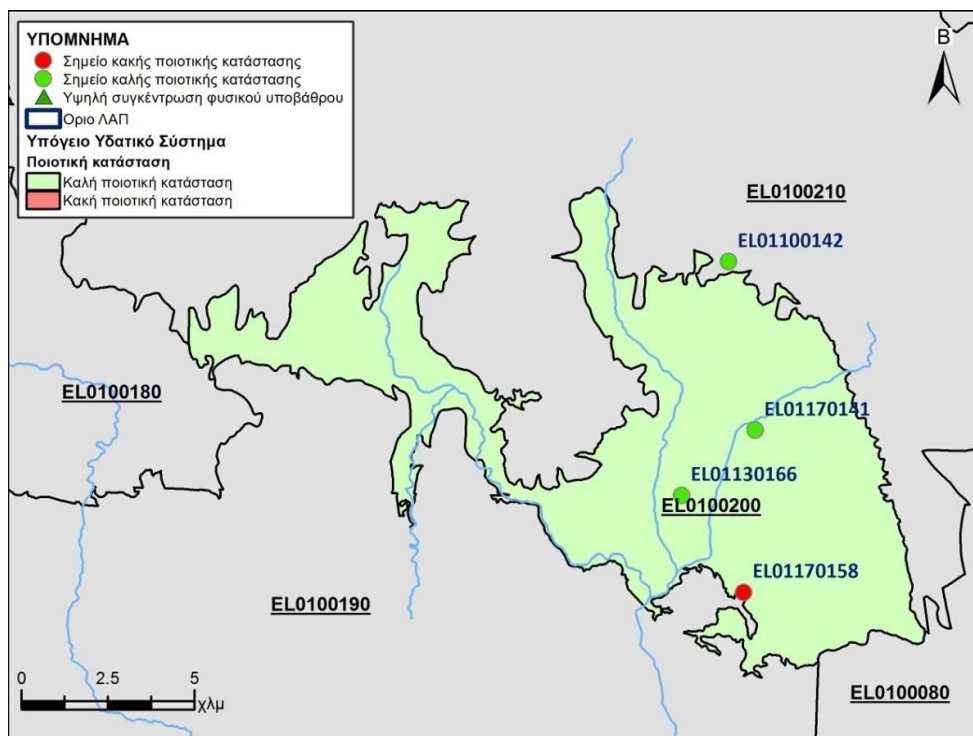 ΥΠΟΜΝΗΜΑ
Σημείο κακής ποιοτικής κατάστασης
Σημείο καλής ποιοτικής κατάστασης
Υψηλή συγκέντρωση φυσικού υποβάθρου
Οριο ΛΑΠ
Υπόγειο Υδατικό Σύστημα
Ποιοτική κατάσταση
Καλή ποιοτική κατάσταση
Κακή ποιοτική κατάσταση
Β
EL0100210
EL01100142
EL0100180
EL01170141
EL01130166
EL0100200
EL01170158
EL0100190
EL0100080
0 2.5 5
χλμ